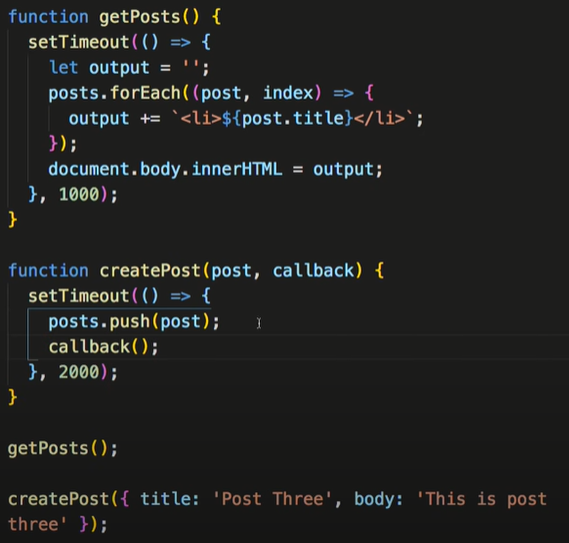 function getPosts() {
  setTimeout(() => {
    let output = '';
    posts.forEach((post, index) => {
      output += `<li>${post.title}</li>`;
    });
    document.body.innerHTML = output;
  }, 1000);
}

function createPost(post, callback) {
  setTimeout(() => {
    posts.push(post);
    callback();
  }, 2000);
}

getPosts();

createPost({ title: 'Post Three', body: 'This is post
three' });